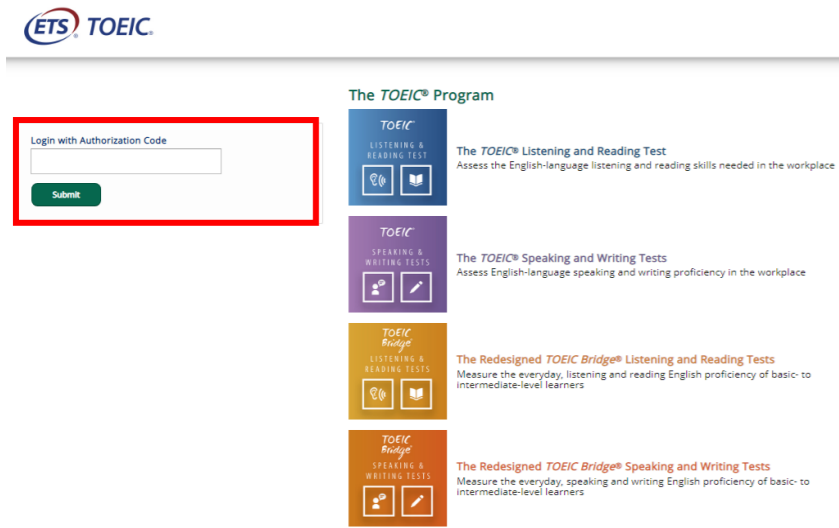 ETS® TOEIC®
The TOEIC® Program
Login with Authorization Code
Submit
TOEIC
LISTENING &
READING TEST
The TOEIC® Listening and Reading Test
Assess the English-language listening and reading skills needed in the workplace
TOEIC
SPEAKING &
WRITING TESTS
The TOEIC® Speaking and Writing Tests
Assess English-language speaking and writing proficiency in the workplace
TOEIC
Bridge
LISTENING &
READING TESTS
The Redesigned TOEIC Bridge® Listening and Reading Tests
Measure the everyday, listening and reading English proficiency of basic- to
intermediate-level learners
TOEIC
Bridge
SPEAKING &
WRITING TESTS
The Redesigned TOEIC Bridge® Speaking and Writing Tests
Measure the everyday, speaking and writing English proficiency of basic- to
intermediate-level learners